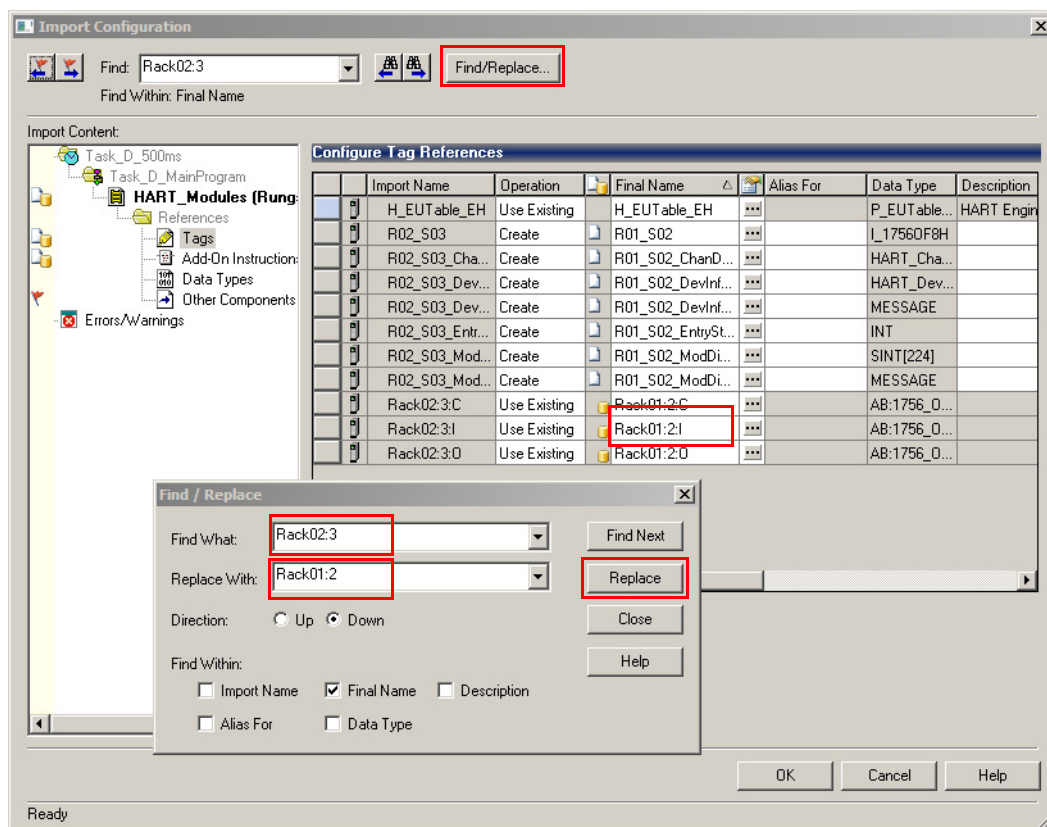 Import Configuration
Find: Rack02:3 Find/Replace...
Find Within: Final Name
Import Content:
Task_D_500ms
Task_D_MainProgram
HART_Modules (Rung
References
Tags
Add-On Instruction
Data Types
Other Components
Errors/Warnings
Configure Tag References
Import Name Operation Final Name Alias For Data Type Description
H_EUTable_EH Use Existing H_EUTable_EH ... P_EUTable... HART Engin
R02_S03 Create R01_S02 ... I_1756OF8H
R02_S03_Cha... Create R01_S02_ChanD... ... HART_Cha...
R02_S03_Dev... Create R01_S02_DevInf... ... HART_Dev...
R02_S03_Dev... Create R01_S02_DevInf... ... MESSAGE
R02_S03_Entr... Create R01_S02_EntrySt... ... INT
R02_S03_Mod... Create R01_S02_ModDi... ... SINT[224]
R02_S03_Mod... Create R01_S02_ModDi... ... MESSAGE
Rack02:3:C Use Existing Rack01:2:C ... AB:1756_O...
Rack02:3:I Use Existing Rack01:2:I ... AB:1756_O...
Rack02:3:O Use Existing Rack01:2:O ... AB:1756_O...
Find / Replace
Find What: Rack02:3 Find Next
Replace With: Rack01:2 Replace
Direction: Up Down Close
Find Within: Help
Import Name Final Name Description
Alias For Data Type
OK Cancel Help
Ready